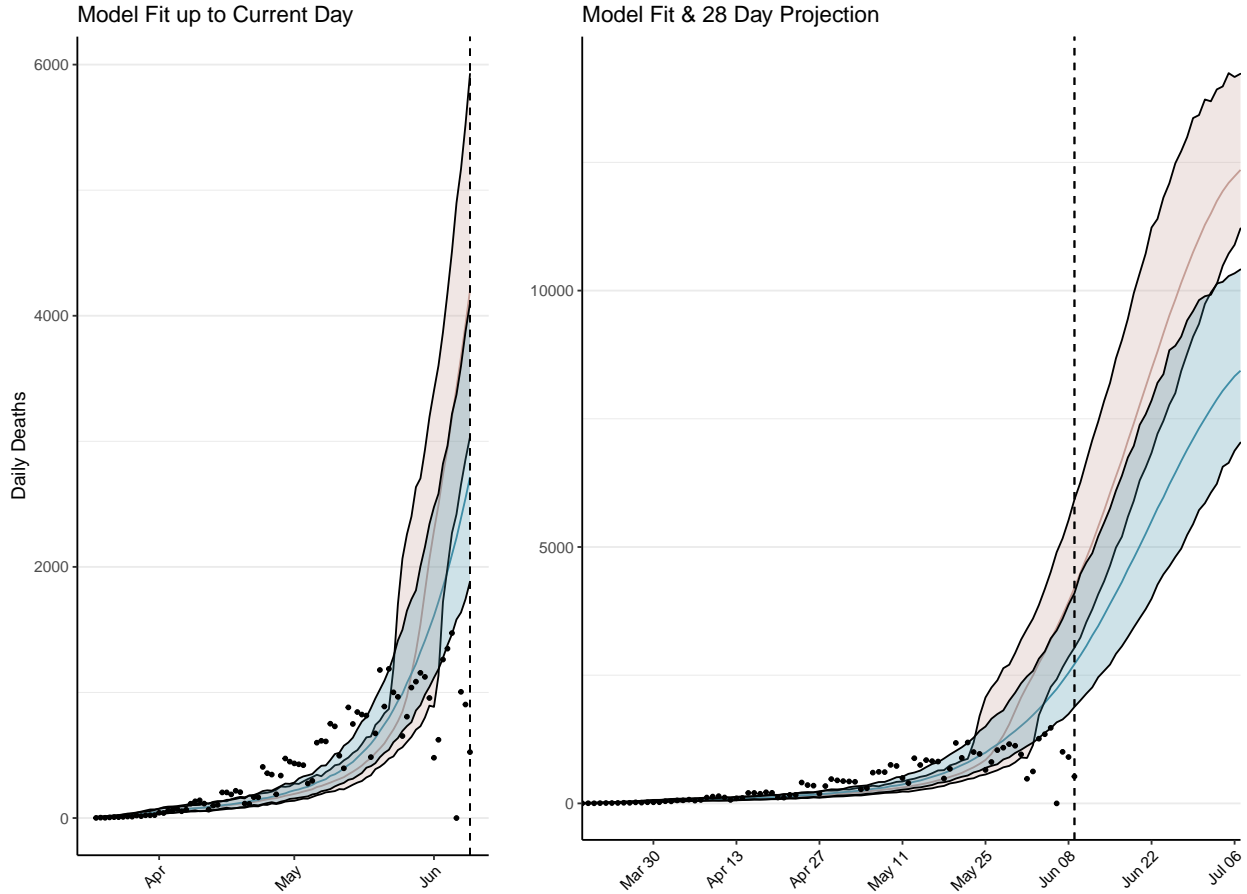 Model Fit up to Current Day
Daily Deaths
6000
4000
2000
0
Apr
May
Jun
Model Fit & 28 Day Projection
10000
5000
0
Mar 30
Apr 13
Apr 27
May 11
May 25
Jun 08
Jun 22
Jul 06